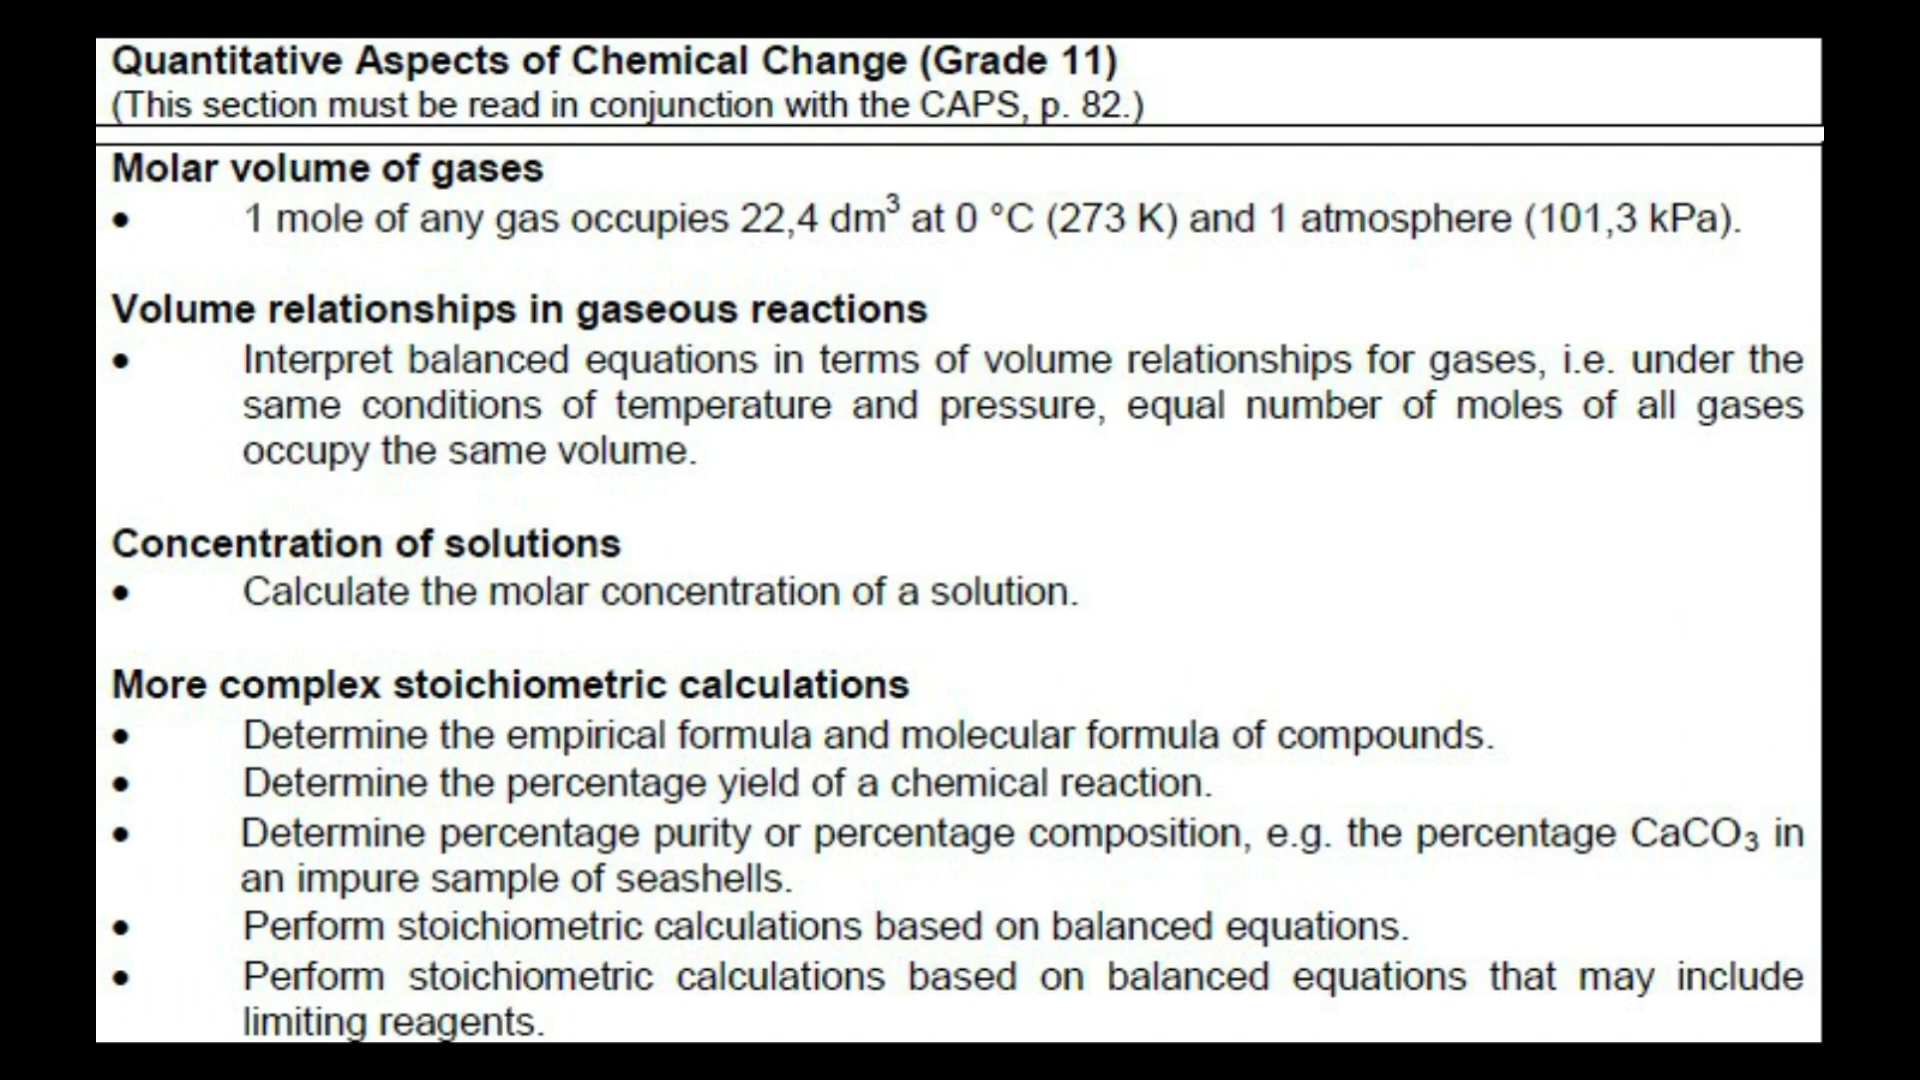 Quantitative Aspects of Chemical Change (Grade 11)
(This section must be read in conjunction with the CAPS, p. 82.)
Molar volume of gases
• 1 mole of any gas occupies 22,4 dm³ at 0 °C (273 K) and 1 atmosphere (101,3 kPa).
Volume relationships in gaseous reactions
• Interpret balanced equations in terms of volume relationships for gases, i.e. under the
same conditions of temperature and pressure, equal number of moles of all gases
occupy the same volume.
Concentration of solutions
• Calculate the molar concentration of a solution.
More complex stoichiometric calculations
• Determine the empirical formula and molecular formula of compounds.
• Determine the percentage yield of a chemical reaction.
• Determine percentage purity or percentage composition, e.g. the percentage CaCO₃ in
an impure sample of seashells.
• Perform stoichiometric calculations based on balanced equations.
• Perform stoichiometric calculations based on balanced equations that may include
limiting reagents.